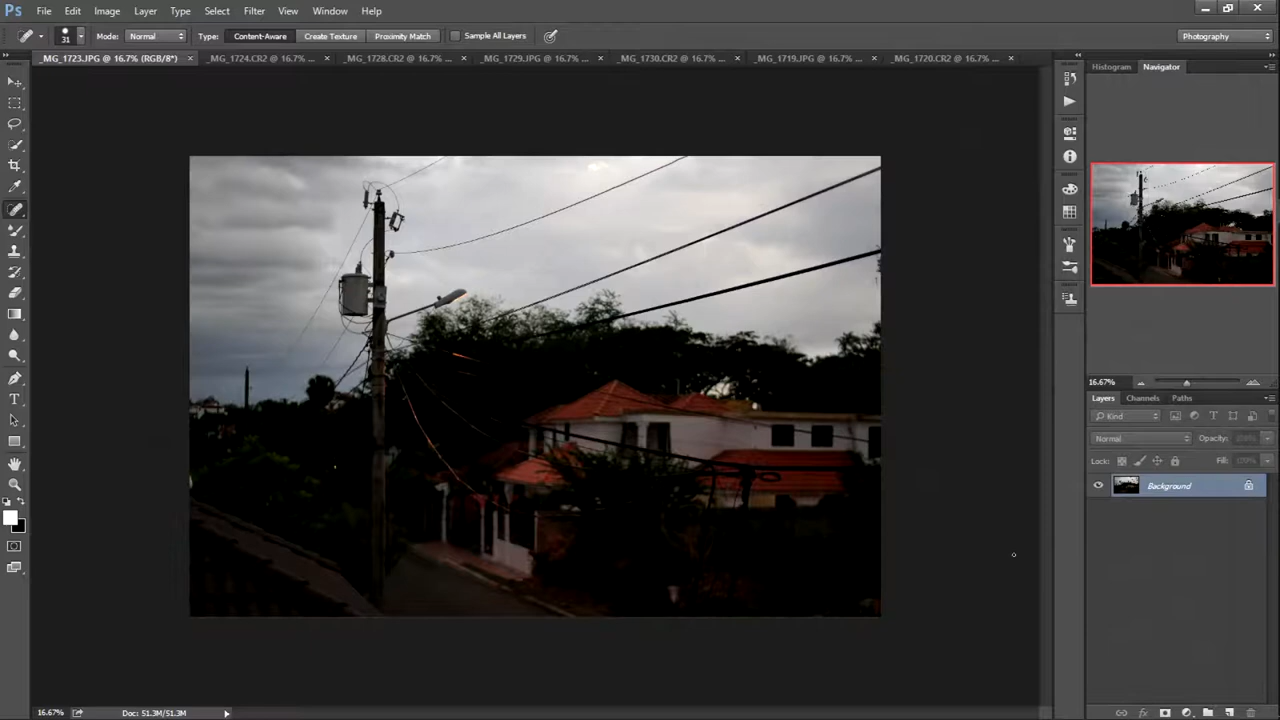 Ps File Edit Image Layer Type Select Filter View Window Help
31 Mode: Normal Type: Content-Aware Create Texture Proximity Match Sample All Layers Photography
_MG_1723.JPG @ 16.7% (RGB/8*) × _MG_1724.CR2 @ 16.7% ... × _MG_1728.CR2 @ 16.7% ... × _MG_1729.JPG @ 16.7% ... × _MG_1730.CR2 @ 16.7% ... × _MG_1719.JPG @ 16.7% ... × _MG_1720.CR2 @ 16.7% ... ×
Histogram Navigator
16.67%
Layers Channels Paths
Kind
Normal Opacity:
Lock: Fill:
Background
16.67% Doc: 51.3M/51.3M